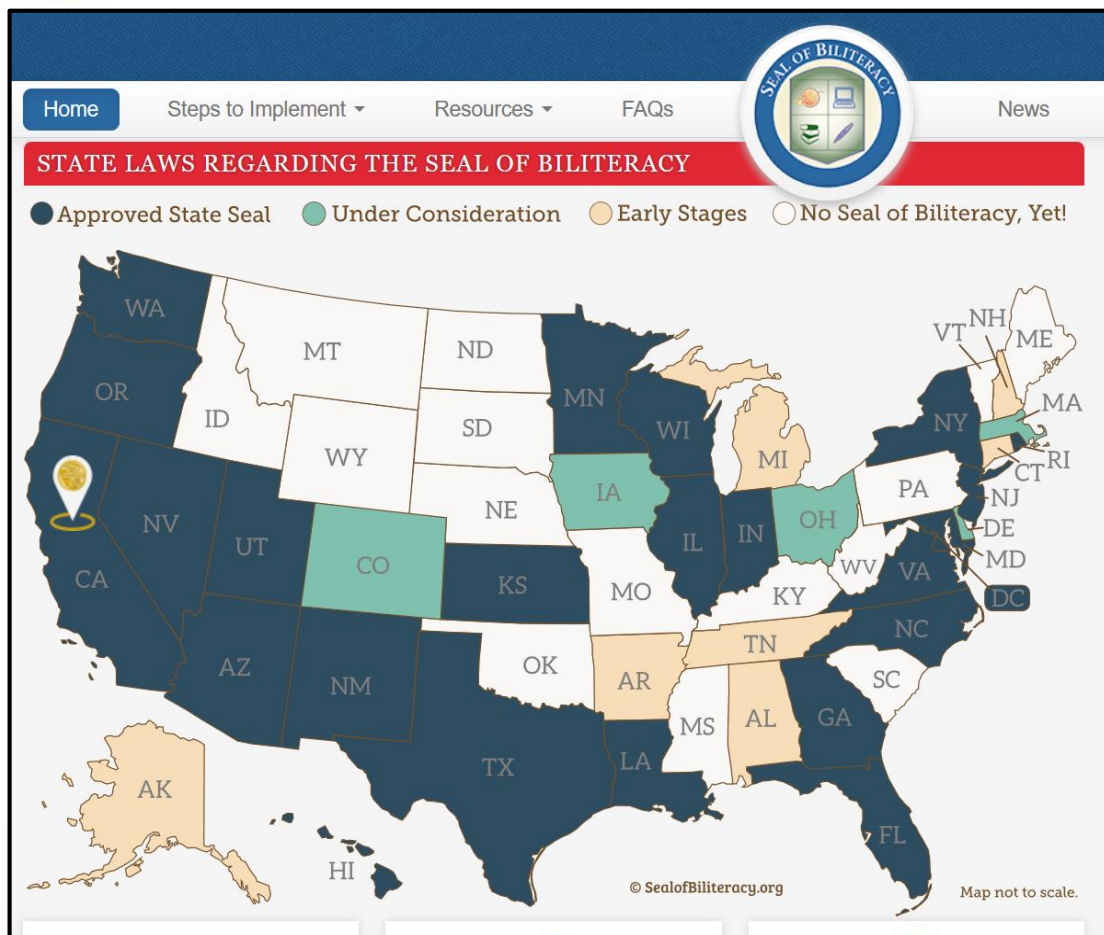 SEAL OF BILITERACY
Home Steps to Implement Resources FAQs News
STATE LAWS REGARDING THE SEAL OF BILITERACY
Approved State Seal Under Consideration Early Stages No Seal of Biliteracy, Yet!
WA
MT
ND
MN
VT
NH
ME
OR
ID
SD
WI
NY
MA
WY
MI
RI
CT
IA
PA
NJ
NV
NE
IL
IN
OH
DE
UT
CO
MD
WV
VA
CA
KS
MO
KY
DC
NC
TN
AZ
NM
OK
AR
SC
MS
AL
GA
TX
LA
AK
FL
HI
© SealofBiliteracy.org
Map not to scale.